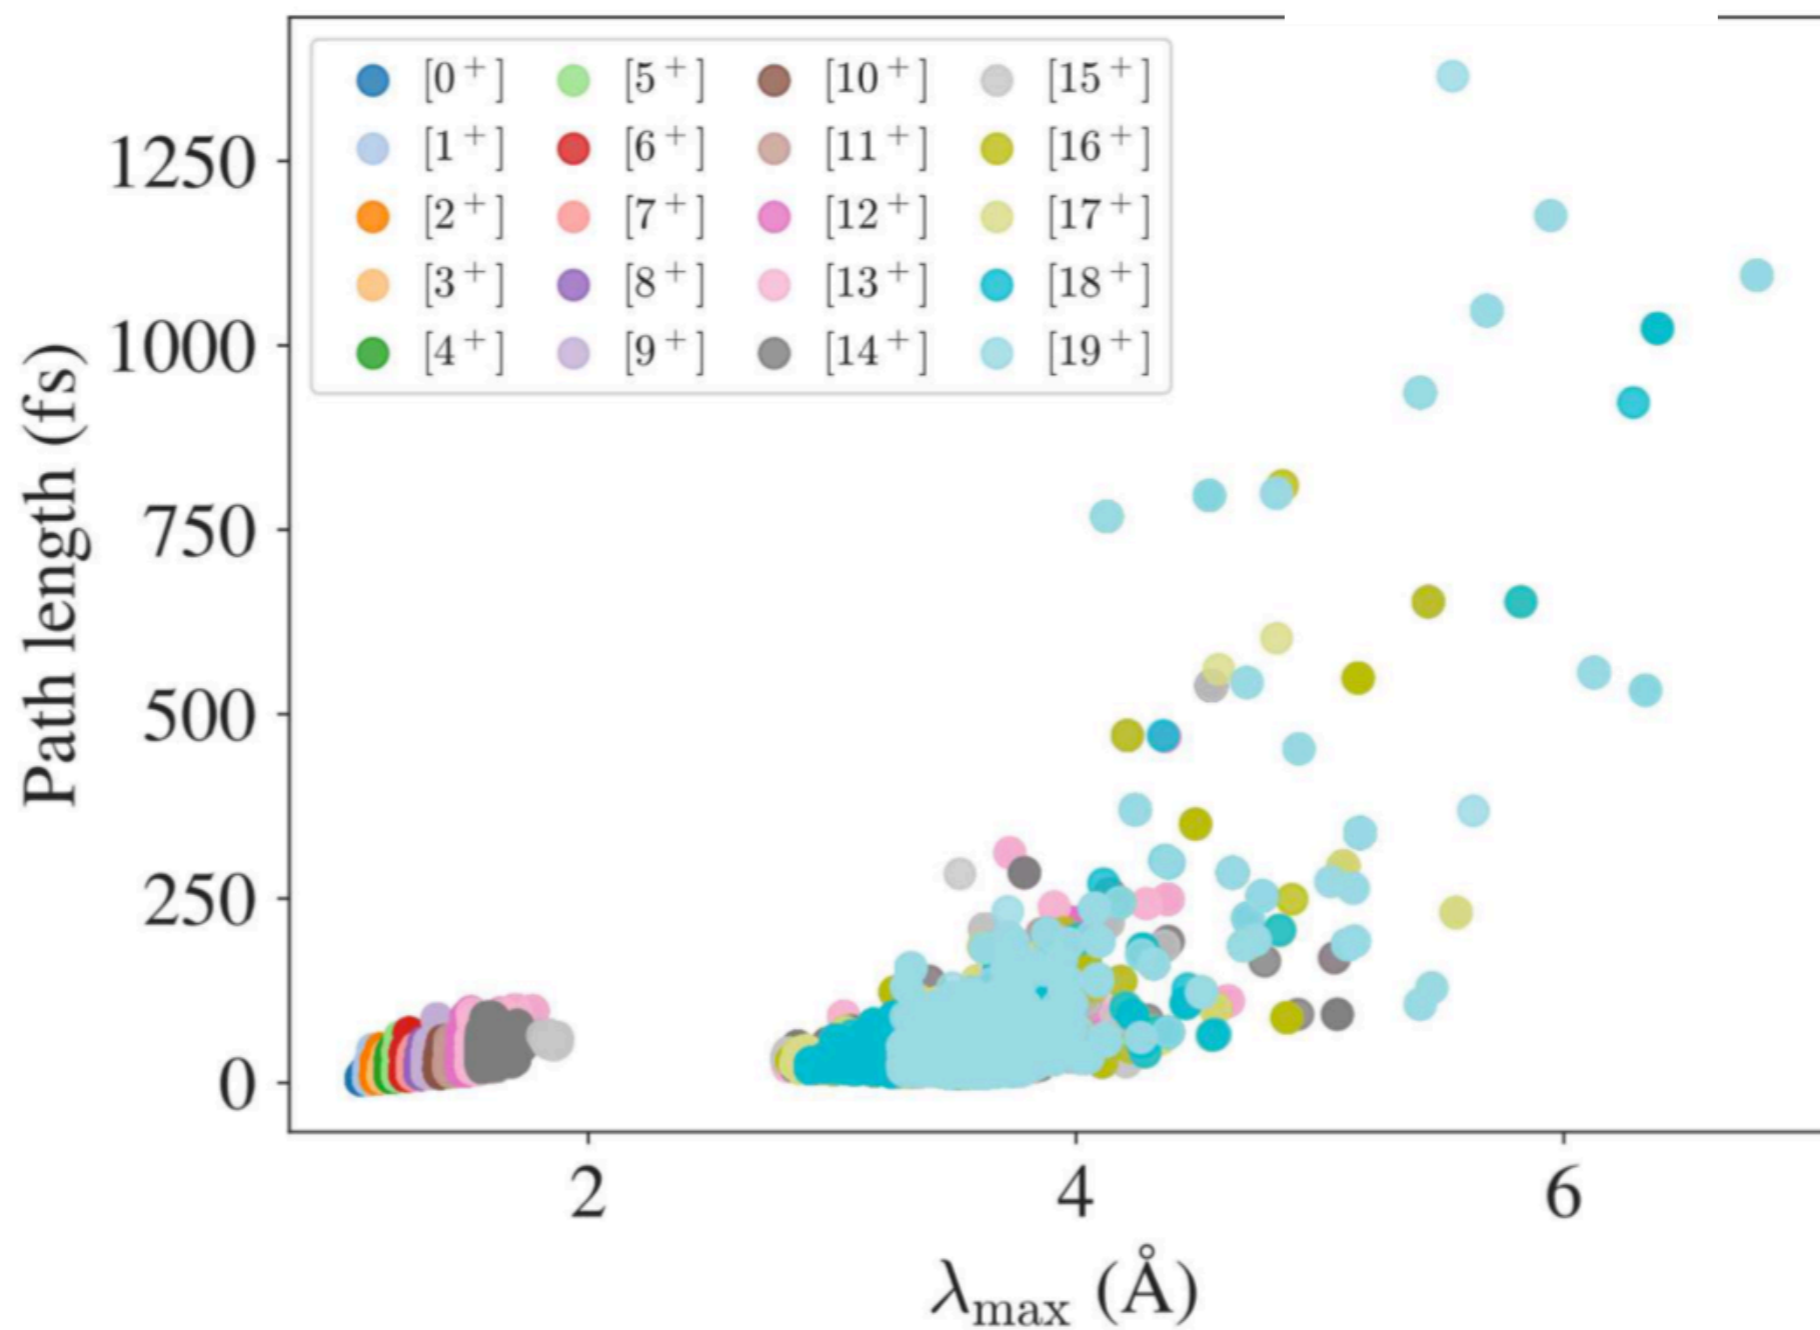 [0⁺] [5⁺] [10⁺] [15⁺]
[1⁺] [6⁺] [11⁺] [16⁺]
[2⁺] [7⁺] [12⁺] [17⁺]
[3⁺] [8⁺] [13⁺] [18⁺]
[4⁺] [9⁺] [14⁺] [19⁺]
Path length (fs)
1250
1000
750
500
250
0
2 4 6
λmax (Å)